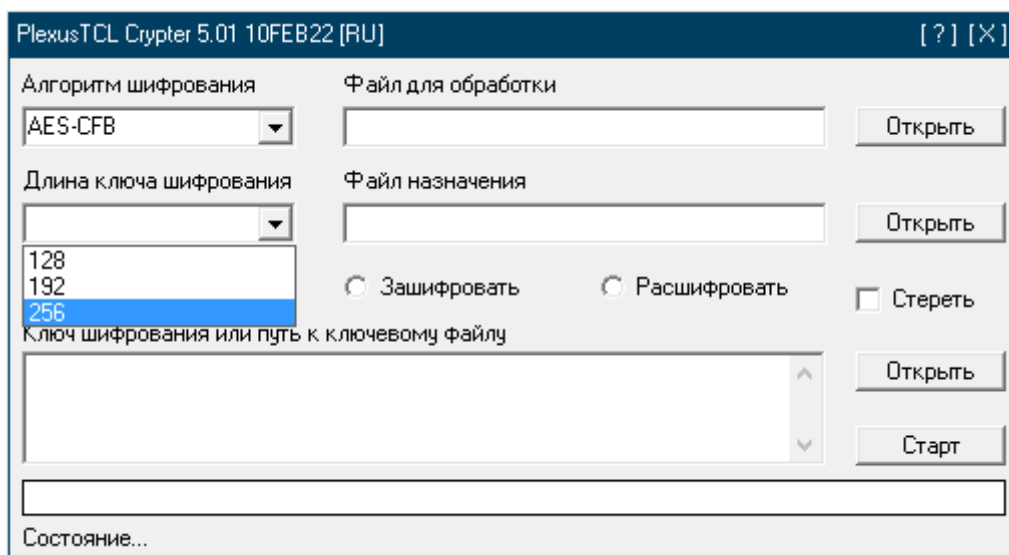 PlexusTCL Crypter 5.01 10FEB22 [RU] [ ? ] [X]
Алгоритм шифрования Файл для обработки
AES-CFB Открыть
Длина ключа шифрования Файл назначения
Открыть
128
192 Зашифровать Расшифровать Стереть
256
Ключ шифрования или путь к ключевому файлу
Открыть
Старт
Состояние...